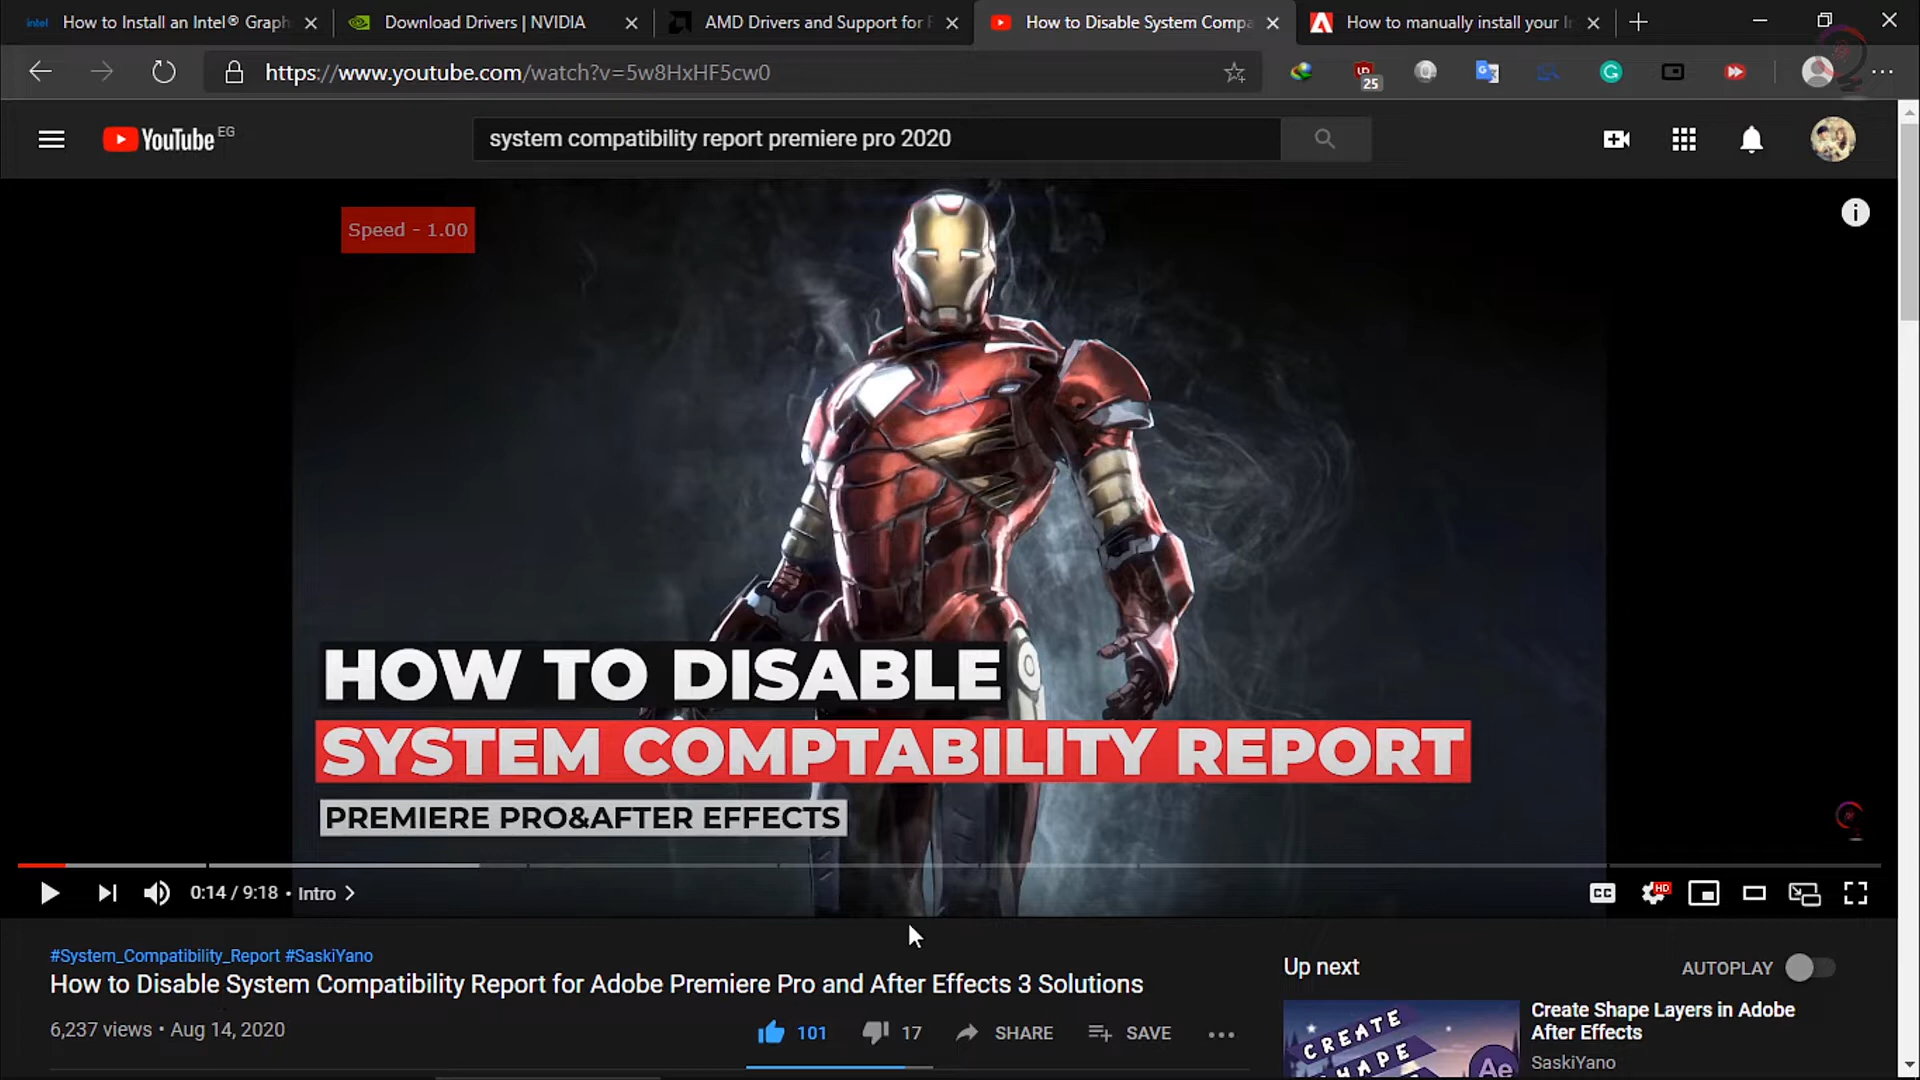 intel How to Install an Intel® Graph
Download Drivers | NVIDIA
AMD Drivers and Support for
How to Disable System Compa
How to manually install your In
https://www.youtube.com/watch?v=5w8HxHF5cw0
25
YouTube EG
system compatibility report premiere pro 2020
Speed - 1.00
HOW TO DISABLE
SYSTEM COMPTABILITY REPORT
PREMIERE PRO&AFTER EFFECTS
0:14 / 9:18 • Intro
CC
HD
#System_Compatibility_Report #SaskiYano
How to Disable System Compatibility Report for Adobe Premiere Pro and After Effects 3 Solutions
6,237 views • Aug 14, 2020
101
17
SHARE
SAVE
Up next
AUTOPLAY
CREATE
SHAPE
Ae
Create Shape Layers in Adobe
After Effects
SaskiYano